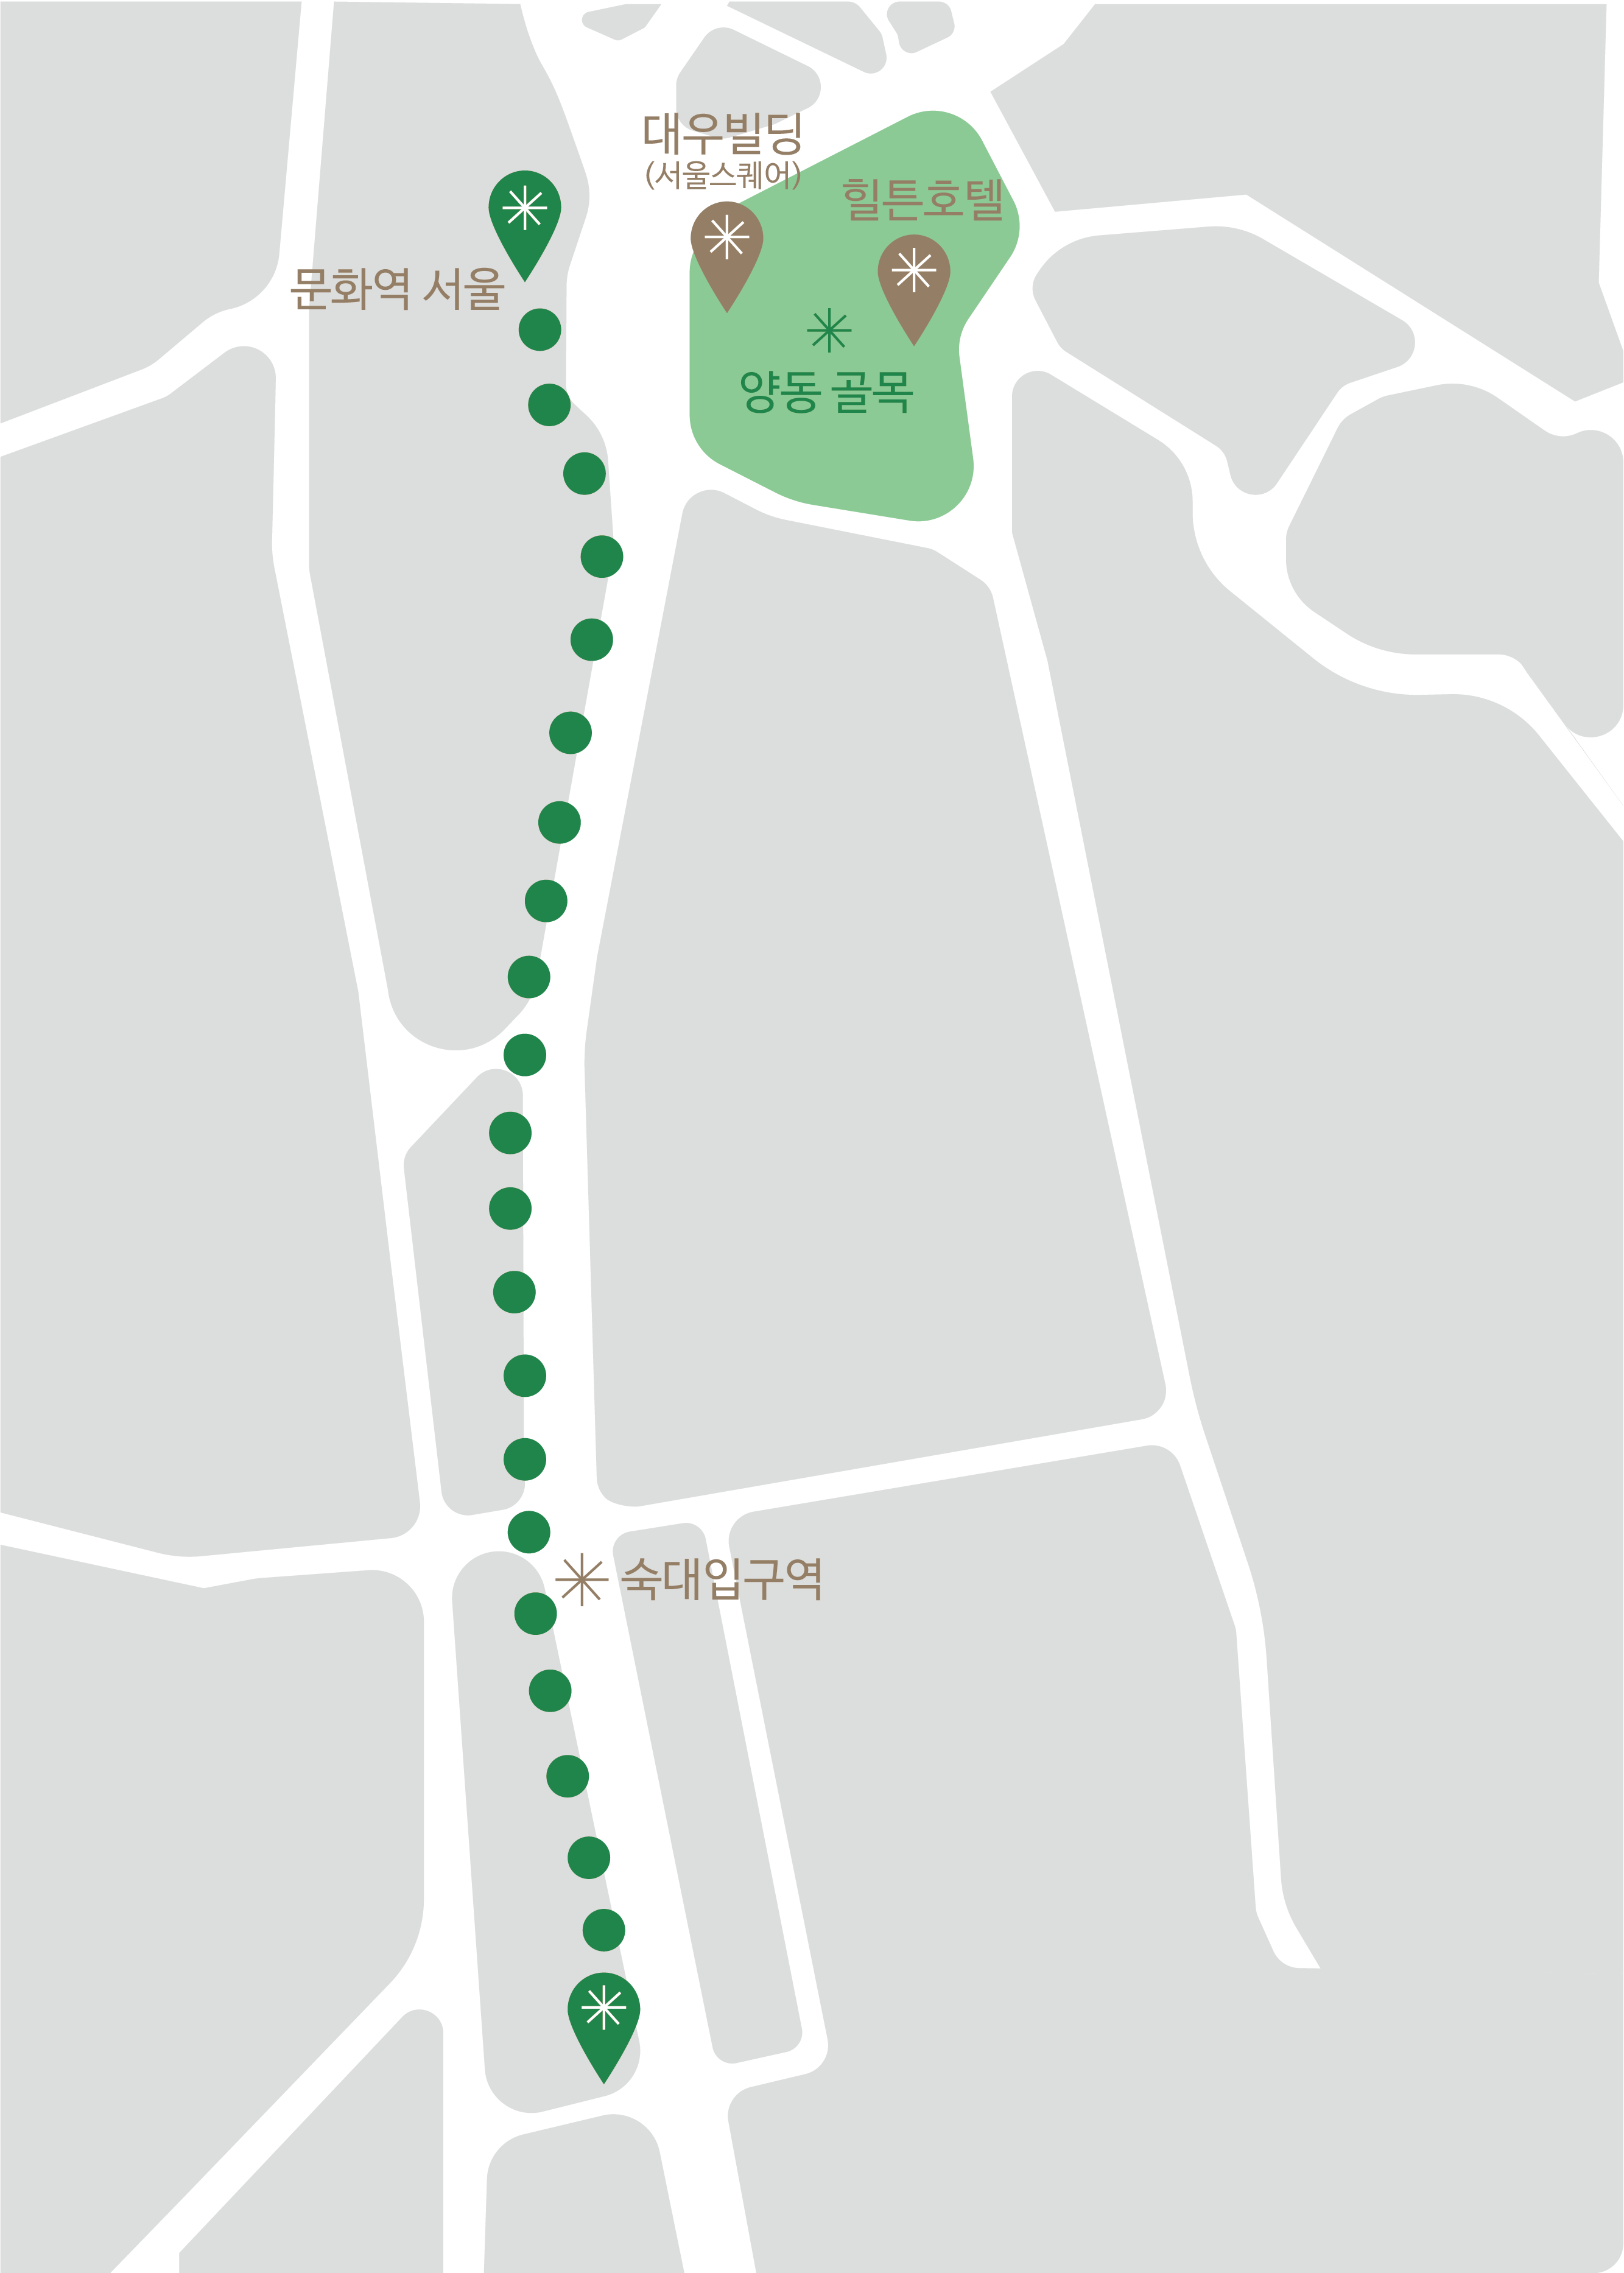 대우빌딩
(서울스퀘어)
힐튼호텔
문화역 서울
양동 골목
숙대입구역